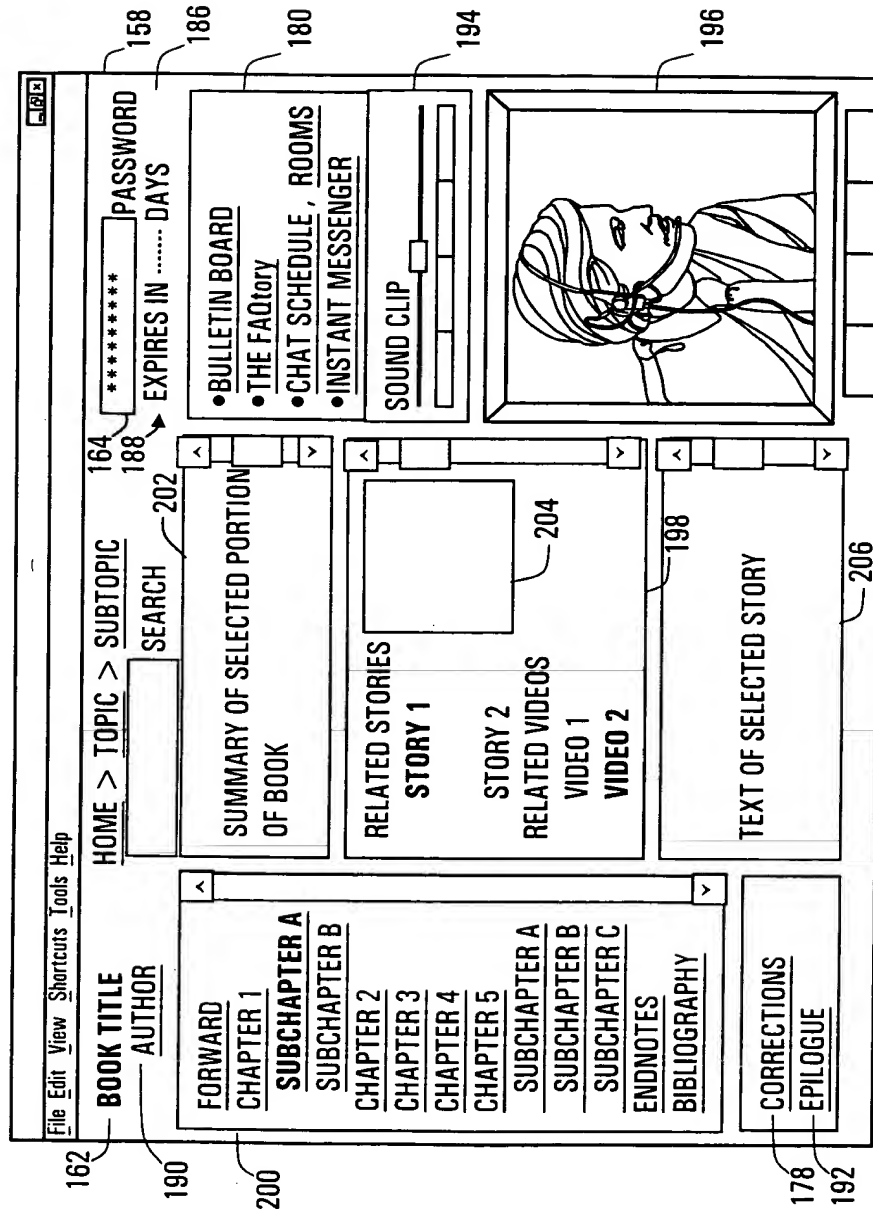 File Edit View Shortcuts Tools Help
162
BOOK TITLE
190
AUTHOR
HOME > TOPIC > SUBTOPIC
SEARCH
164
**********
PASSWORD
158
188
EXPIRES IN ........ DAYS
186
200
FORWARD
CHAPTER 1
SUBCHAPTER A
SUBCHAPTER B
CHAPTER 2
CHAPTER 3
CHAPTER 4
CHAPTER 5
SUBCHAPTER A
SUBCHAPTER B
SUBCHAPTER C
ENDNOTES
BIBLIOGRAPHY
178
CORRECTIONS
192
EPILOGUE
202
SUMMARY OF SELECTED PORTION
OF BOOK
RELATED STORIES
STORY 1
STORY 2
RELATED VIDEOS
VIDEO 1
VIDEO 2
204
198
TEXT OF SELECTED STORY
206
•BULLETIN BOARD
•THE FAQtory
•CHAT SCHEDULE, ROOMS
•INSTANT MESSENGER
180
SOUND CLIP
194
196